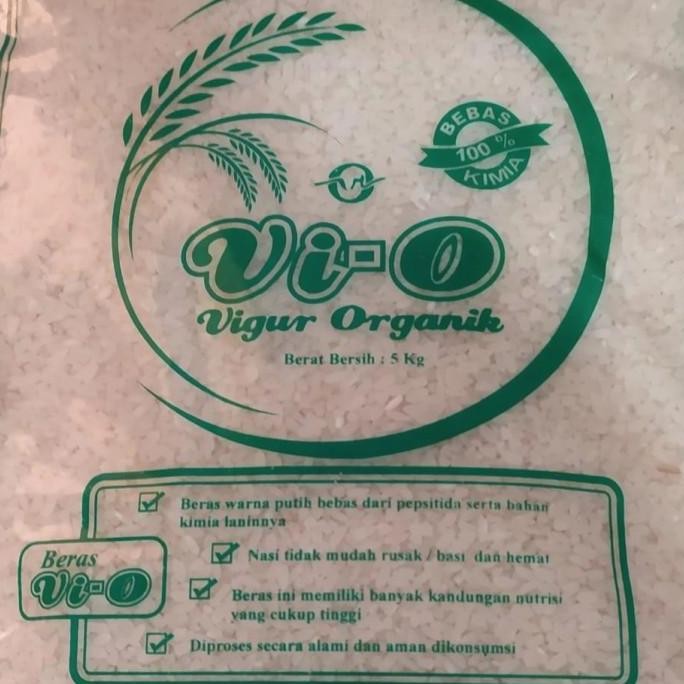 BEBAS
100 %
KIMIA
Vi-O
Vigur Organik
Berat Bersih : 5 Kg
Beras warna putih bebas dari pepsitida serta bahan
kimia laninnya
Nasi tidak mudah rusak / basi dan hemat
Beras
Vi-O
Beras ini memiliki banyak kandungan nutrisi
yang cukup tinggi
Diproses secara alami dan aman dikonsumsi